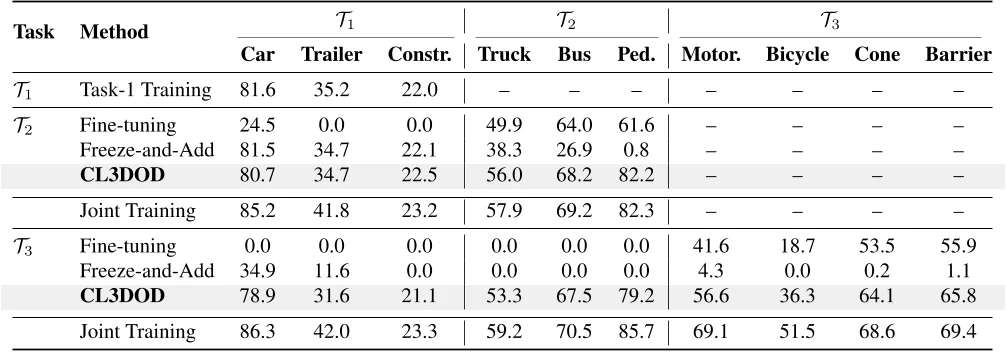 Task Method 𝒯1 𝒯2 𝒯3
Car Trailer Constr. Truck Bus Ped. Motor. Bicycle Cone Barrier
𝒯1 Task-1 Training 81.6 35.2 22.0 – – – – – – –
𝒯2 Fine-tuning 24.5 0.0 0.0 49.9 64.0 61.6 – – – –
Freeze-and-Add 81.5 34.7 22.1 38.3 26.9 0.8 – – – –
CL3DOD 80.7 34.7 22.5 56.0 68.2 82.2 – – – –
Joint Training 85.2 41.8 23.2 57.9 69.2 82.3 – – – –
𝒯3 Fine-tuning 0.0 0.0 0.0 0.0 0.0 0.0 41.6 18.7 53.5 55.9
Freeze-and-Add 34.9 11.6 0.0 0.0 0.0 0.0 4.3 0.0 0.2 1.1
CL3DOD 78.9 31.6 21.1 53.3 67.5 79.2 56.6 36.3 64.1 65.8
Joint Training 86.3 42.0 23.3 59.2 70.5 85.7 69.1 51.5 68.6 69.4